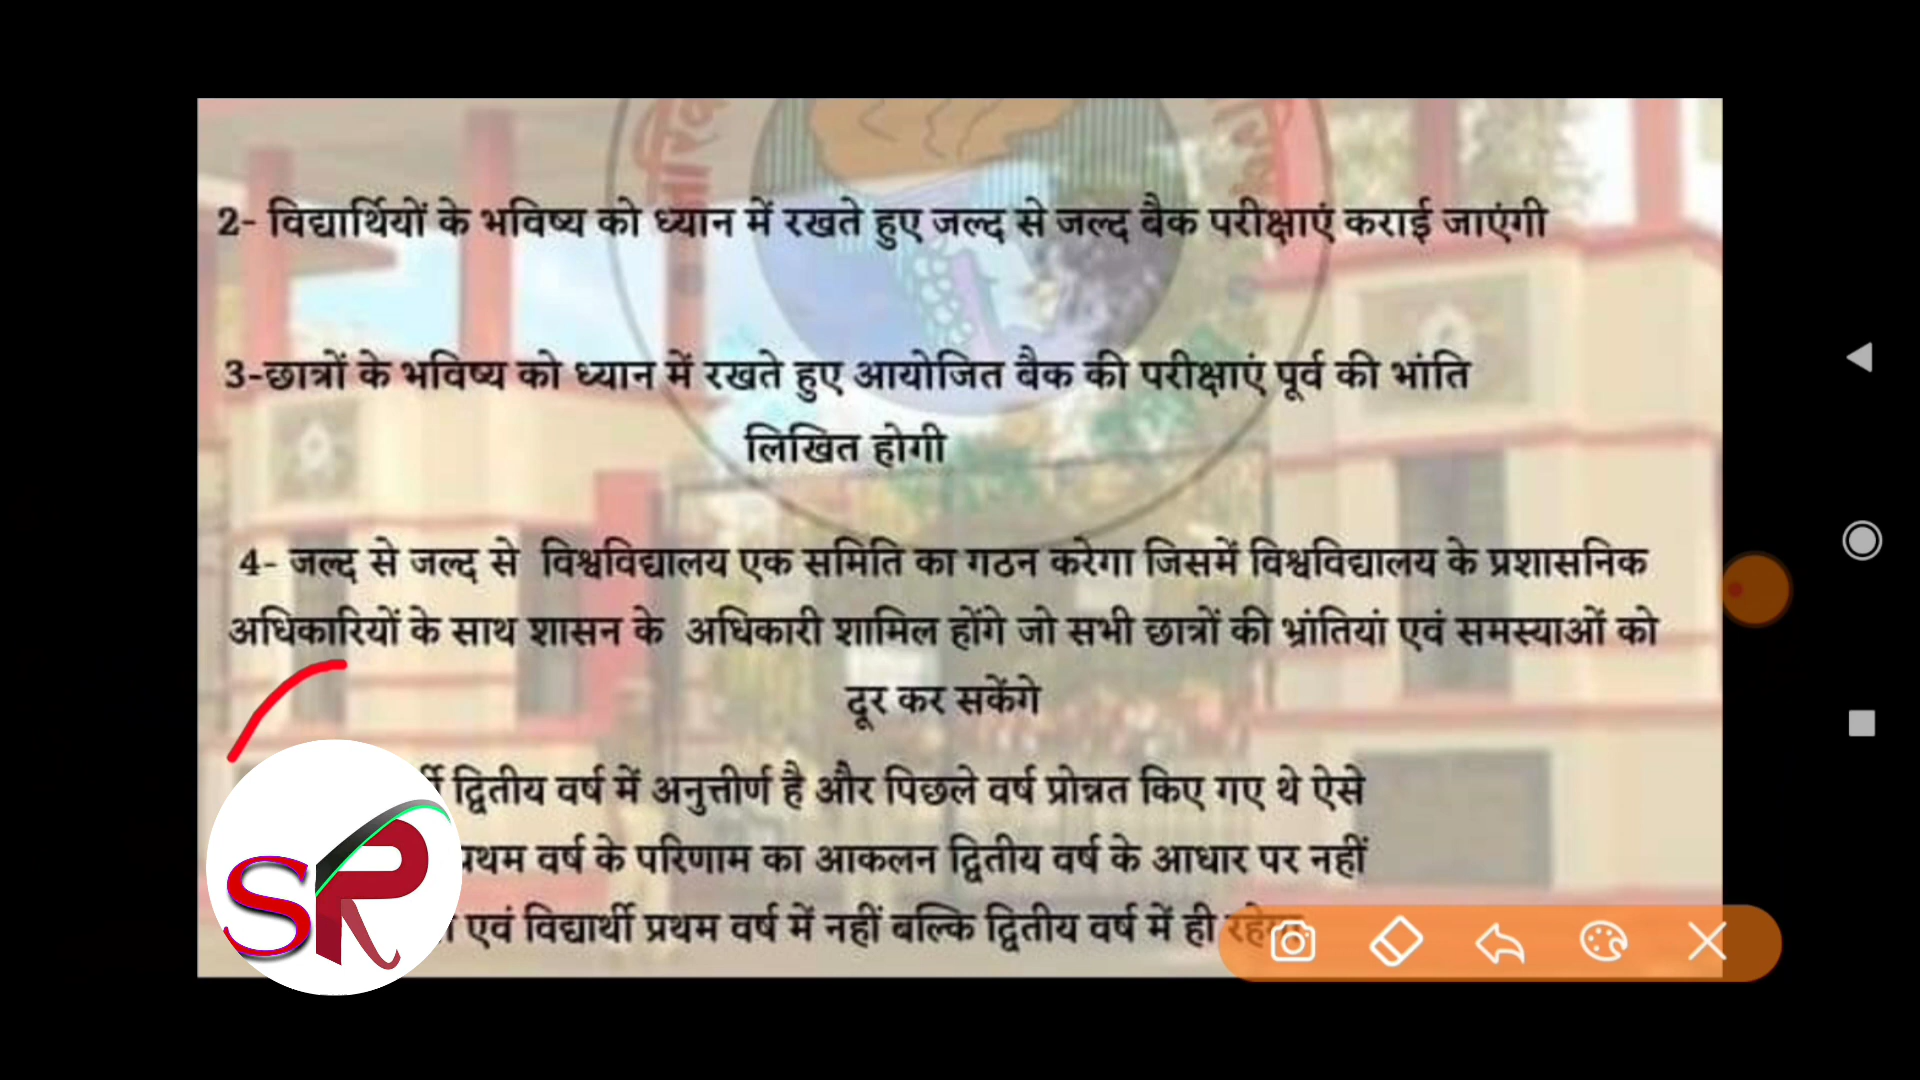 2- विद्यार्थियों के भविष्य को ध्यान में रखते हुए जल्द से जल्द बैक परीक्षाएं कराई जाएंगी
3-छात्रों के भविष्य को ध्यान में रखते हुए आयोजित बैक की परीक्षाएं पूर्व की भांति
लिखित होगी
4- जल्द से जल्द से विश्वविद्यालय एक समिति का गठन करेगा जिसमें विश्वविद्यालय के प्रशासनिक
अधिकारियों के साथ शासन के अधिकारी शामिल होंगे जो सभी छात्रों की भ्रांतियां एवं समस्याओं को
दूर कर सकेंगे
द्वितीय वर्ष में अनुत्तीर्ण है और पिछले वर्ष प्रोन्नत किए गए थे ऐसे
वर्ष के परिणाम का आकलन द्वितीय वर्ष के आधार पर नहीं
एवं विद्यार्थी प्रथम वर्ष में नहीं बल्कि द्वितीय वर्ष में ही
SR